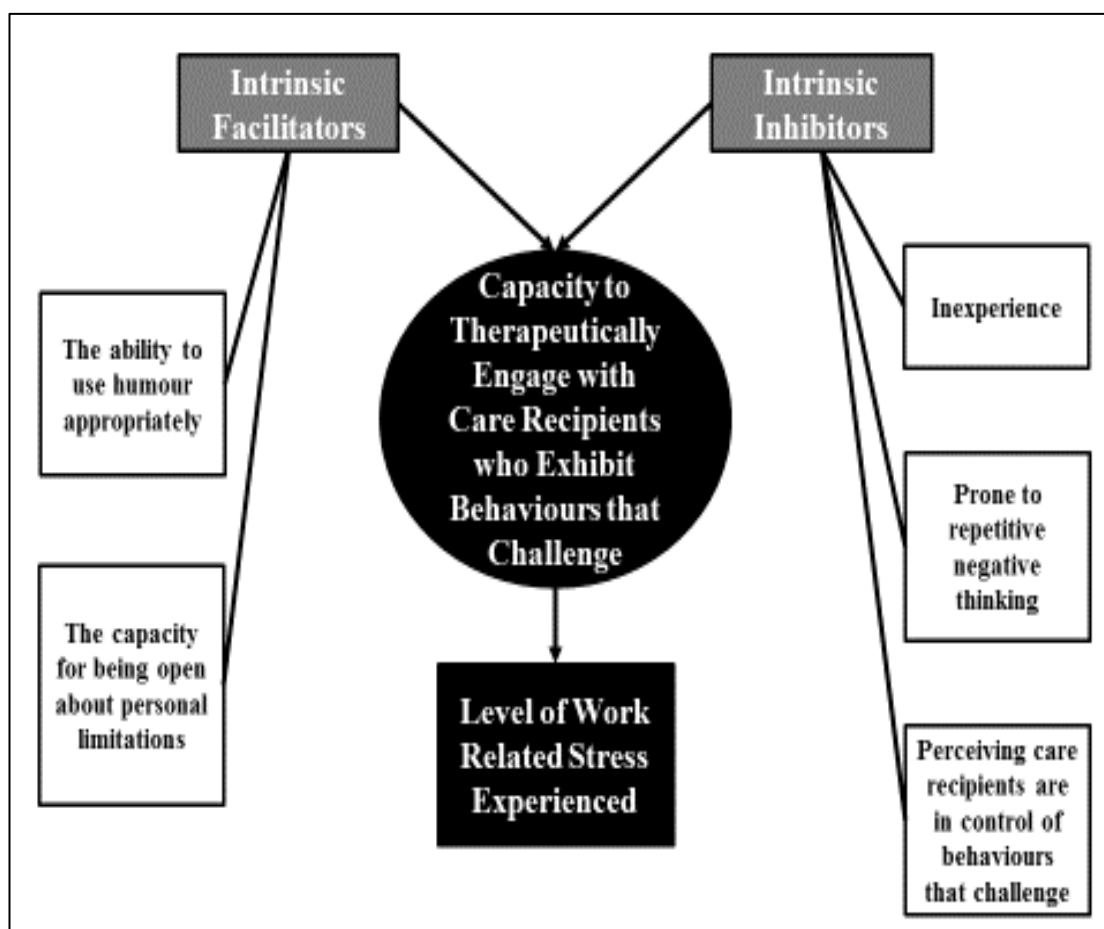 Intrinsic
Facilitators
Intrinsic
Inhibitors
The ability to
use humour
appropriately
The capacity
for being open
about personal
limitations
Capacity to
Therapeutically
Engage with
Care Recipients
who Exhibit
Behaviours that
Challenge
Level of Work
Related Stress
Experienced
Inexperience
Prone to
repetitive
negative
thinking
Perceiving care
recipients are
in control of
behaviours
that challenge